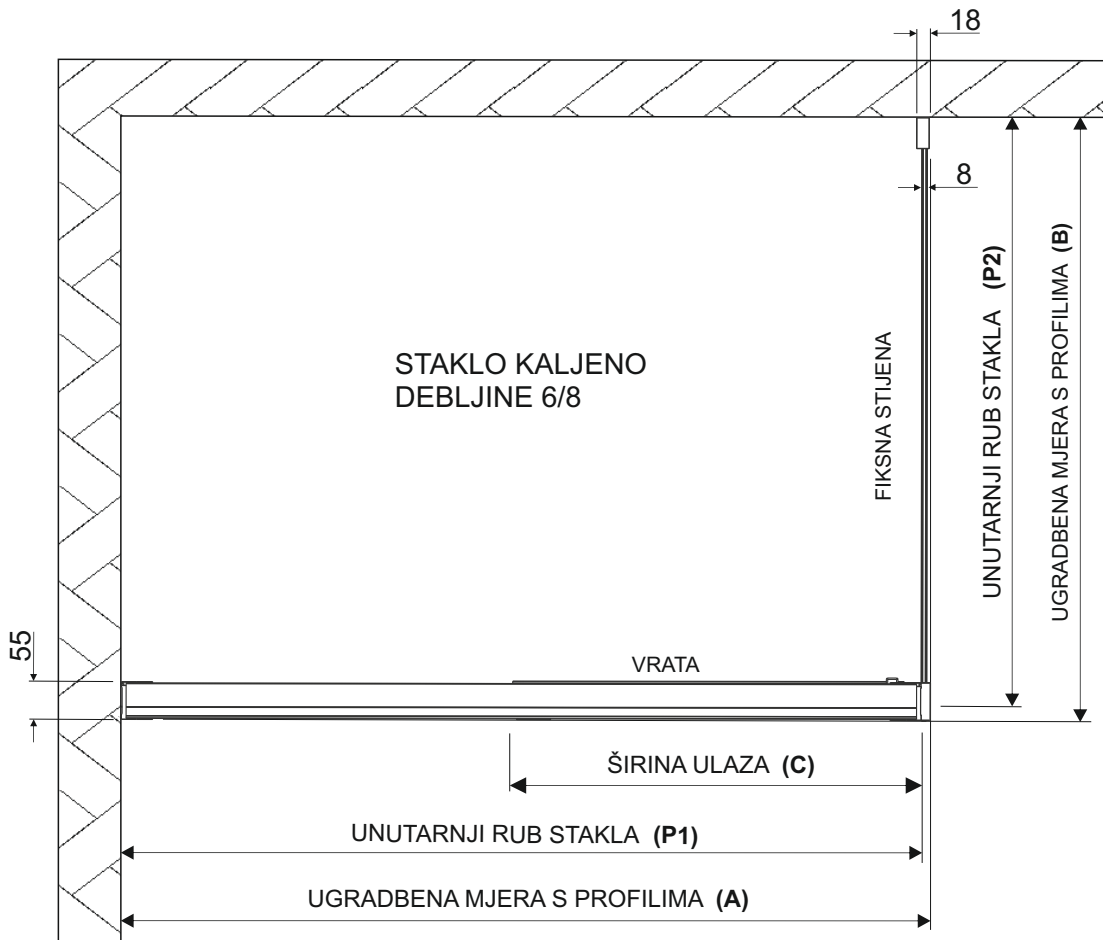 18
8
STAKLO KALJENO
DEBLJINE 6/8
FIKSNA STIJENA
UNUTARNJI RUB STAKLA (P2)
UGRADBENA MJERA S PROFILIMA (B)
55
VRATA
ŠIRINA ULAZA (C)
UNUTARNJI RUB STAKLA (P1)
UGRADBENA MJERA S PROFILIMA (A)